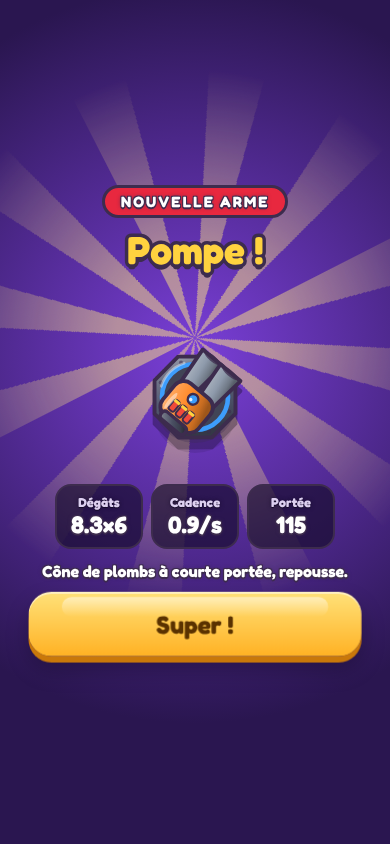 NOUVELLE ARME
Pompe !
Dégâts Cadence Portée
8.3×6 0.9/s 115
Cône de plombs à courte portée, repousse.
Super !